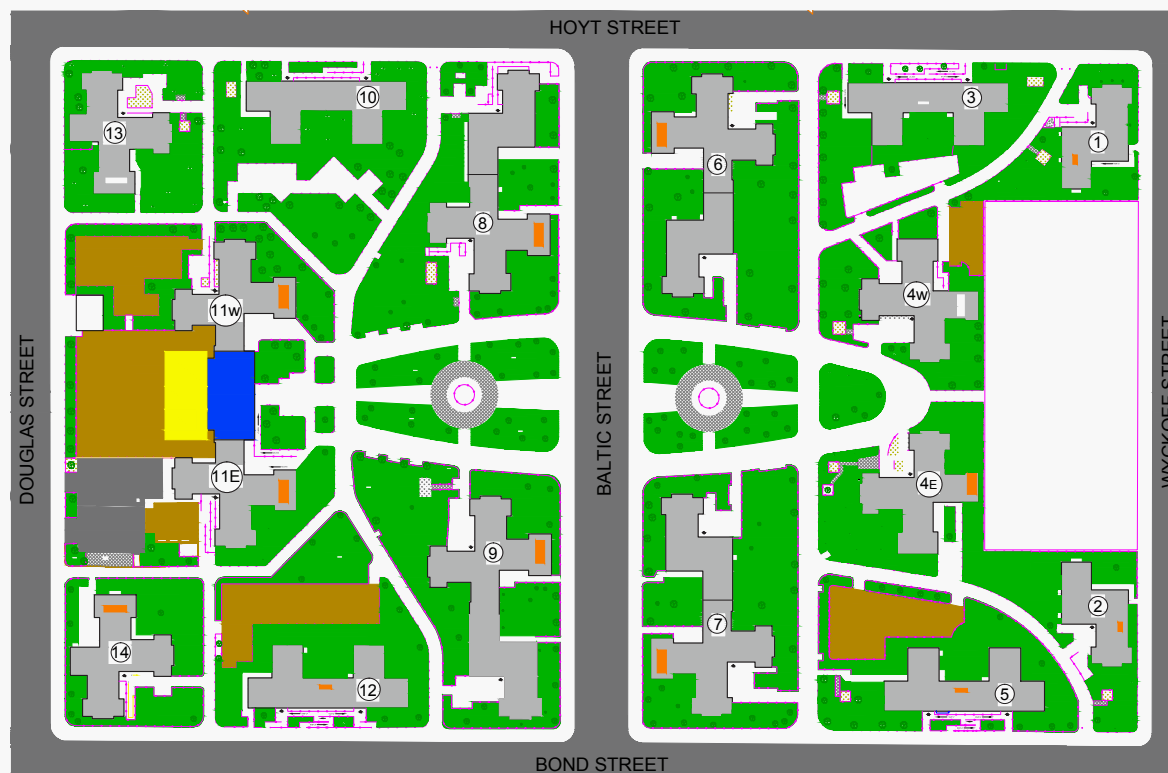 HOYT STREET
10
3
13
1
6
8
4W
11W
DOUGLAS STREET
BALTIC STREET
WYCKOFF STREET
11E
4E
9
2
7
14
12
5
BOND STREET